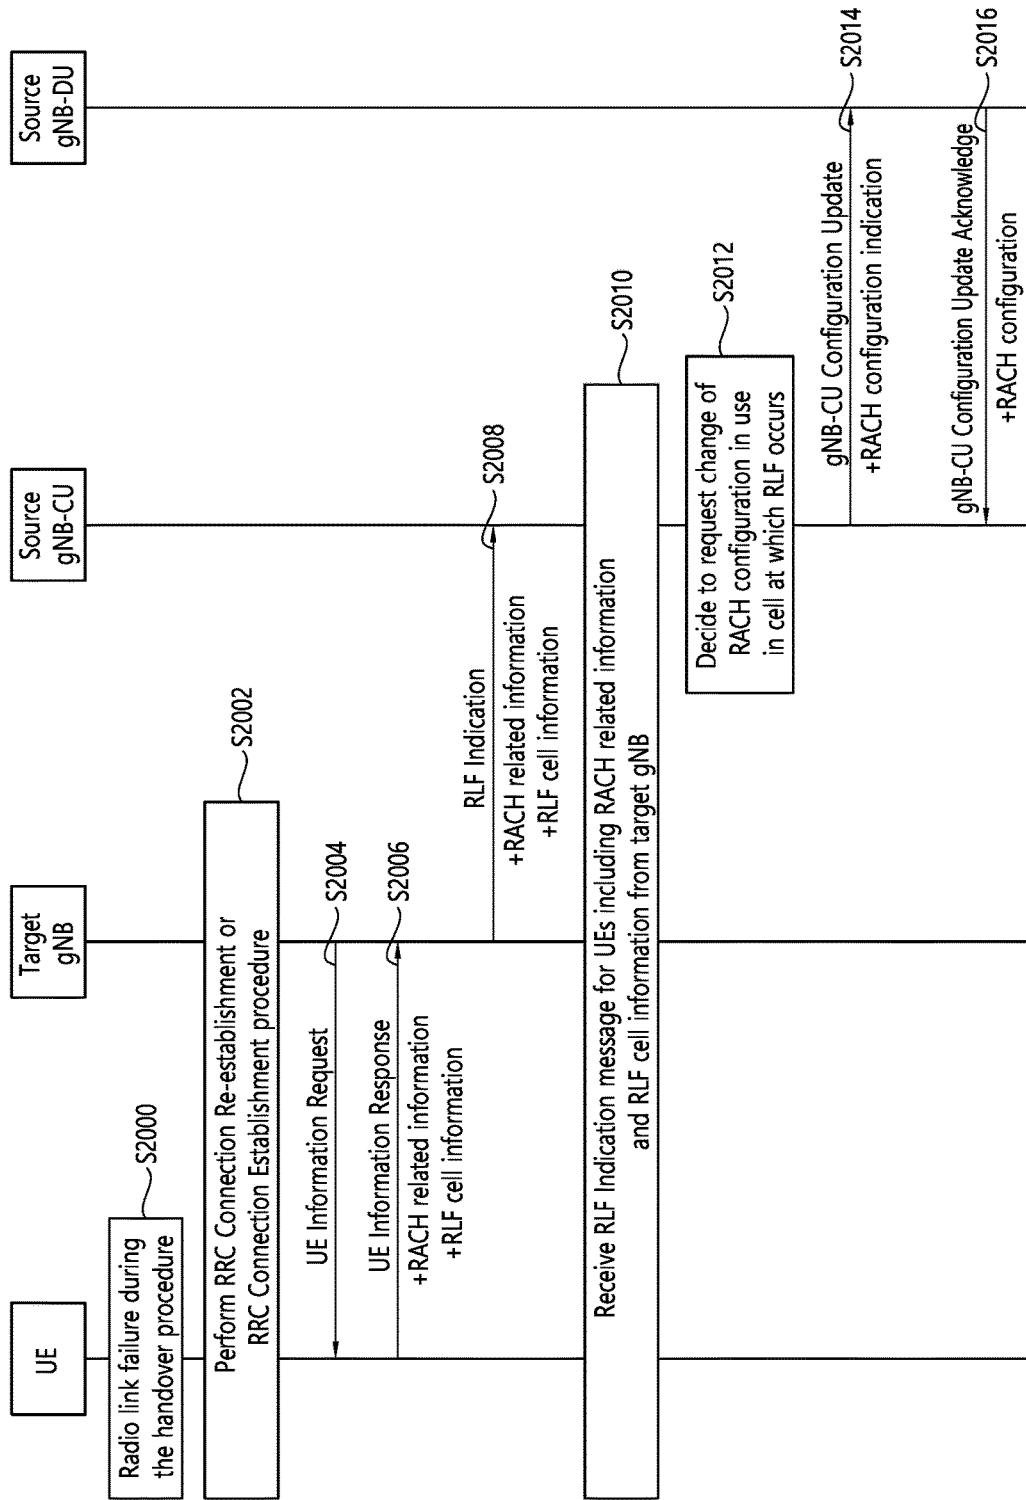 UE
Target
gNB
Source
gNB-CU
Source
gNB-DU
Radio link failure during
the handover procedure
S2000
Perform RRC Connection Re-establishment or
RRC Connection Establishment procedure
S2002
UE Information Request
S2004
UE Information Response
+RACH related information
+RLF cell information
S2006
RLF Indication
+RACH related information
+RLF cell information
S2008
Receive RLF Indication message for UEs including RACH related information
and RLF cell information from target gNB
S2010
Decide to request change of
RACH configuration in use
in cell at which RLF occurs
S2012
gNB-CU Configuration Update
+RACH configuration indication
S2014
gNB-CU Configuration Update Acknowledge
+RACH configuration
S2016